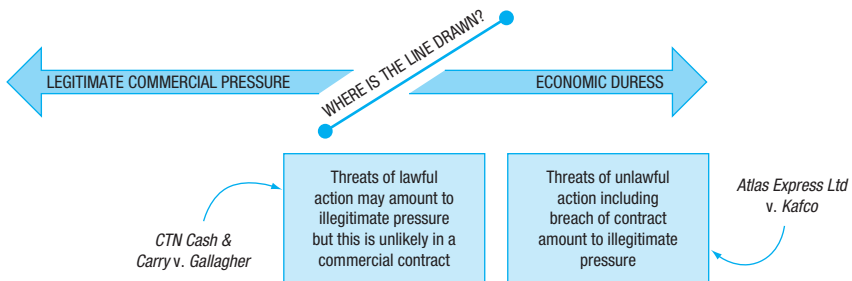 WHERE IS THE LINE DRAWN?
LEGITIMATE COMMERCIAL PRESSURE
ECONOMIC DURESS
Threats of lawful
action may amount to
illegitimate pressure
but this is unlikely in a
commercial contract
Threats of unlawful
action including
breach of contract
amount to illegitimate
pressure
CTN Cash &
Carry v. Gallagher
Atlas Express Ltd
v. Kafco